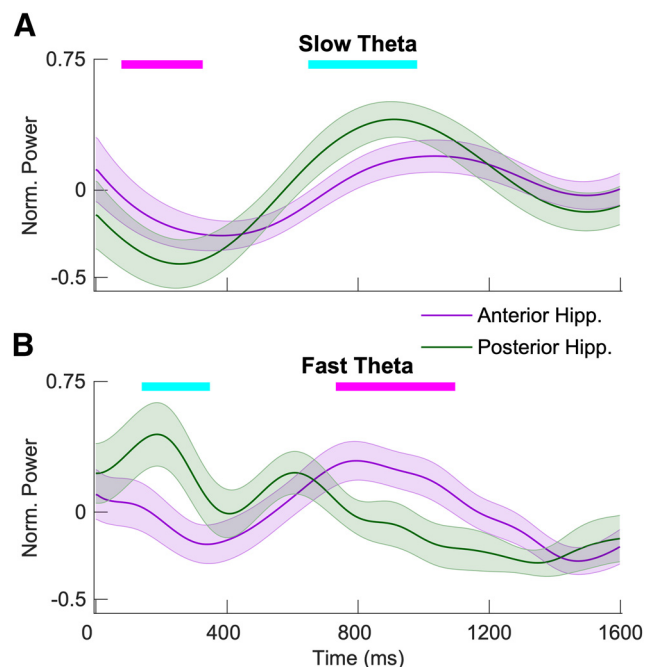 A
Slow Theta
0.75
0
-0.5
Norm. Power
Anterior Hipp.
Posterior Hipp.
B
Fast Theta
0.75
0
-0.5
Norm. Power
0 400 800 1200 1600
Time (ms)